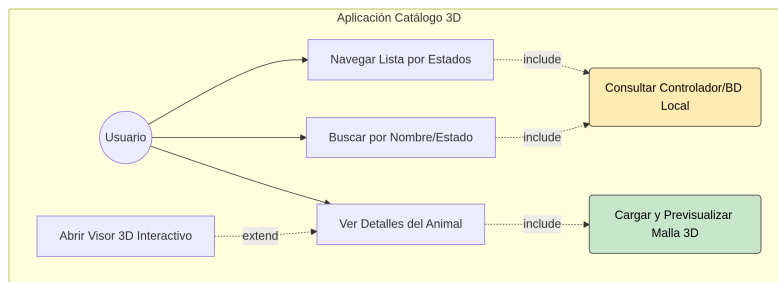 Aplicación Catálogo 3D
Navegar Lista por Estados
include
Consultar Controlador/BD
Local
Usuario
Buscar por Nombre/Estado
include
Abrir Visor 3D Interactivo
extend
Ver Detalles del Animal
include
Cargar y Previsualizar
Malla 3D